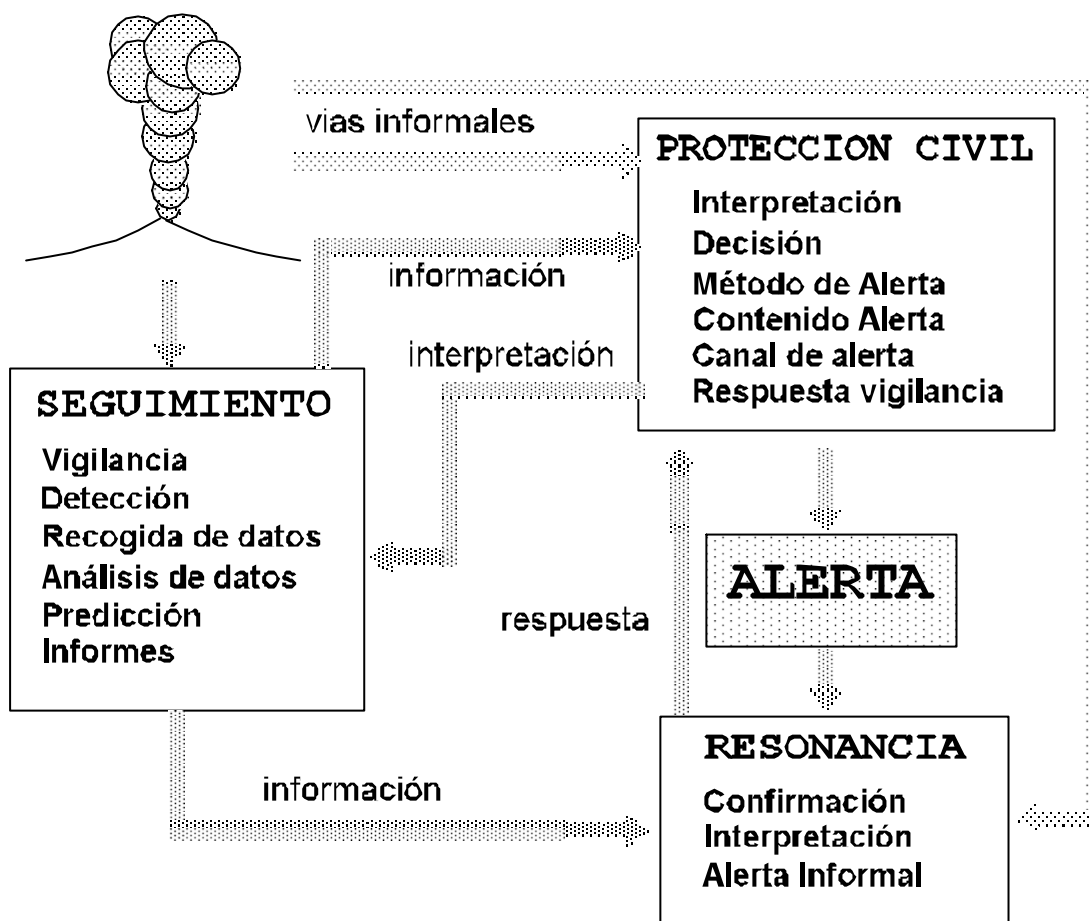 vias informales
PROTECCION CIVIL
Interpretación
Decisión
Método de Alerta
Contenido Alerta
Canal de alerta
Respuesta vigilancia
información
interpretación
SEGUIMIENTO
Vigilancia
Detección
Recogida de datos
Análisis de datos
Predicción
Informes
ALERTA
respuesta
RESONANCIA
Confirmación
Interpretación
Alerta Informal
información